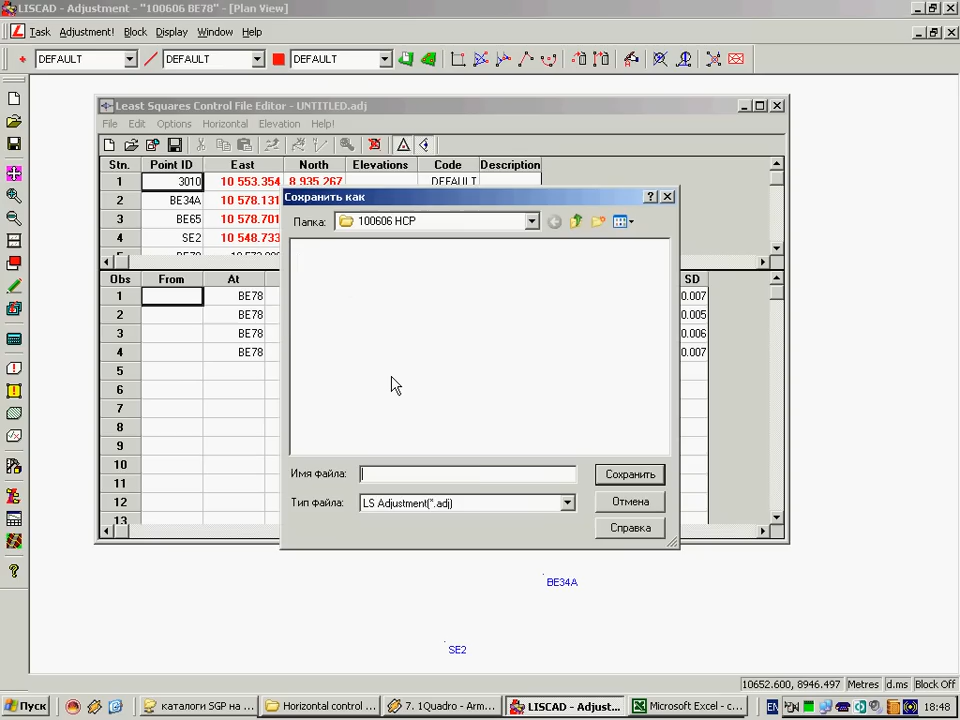 LISCAD - Adjustment - "100606 BE78" - [Plan View]
Task Adjustment! Block Display Window Help
DEFAULT DEFAULT DEFAULT
Least Squares Control File Editor - UNTITLED.adj
File Edit Options Horizontal Elevation Help!
Stn. Point ID East North Elevations Code Description
1 3010 10 553.354 8 935.267 DEFAULT
2 BE34A 10 578.131
3 BE65 10 578.701
4 SE2 10 548.733
Сохранить как
Папка: 100606 HCP
Obs From At SD
1 BE78 0.007
2 BE78 0.005
3 BE78 0.006
4 BE78 0.007
5
6
7
8
9
10
11
12
13
Имя файла: Сохранить
Тип файла: LS Adjustment(*.adj) Отмена
Справка
BE34A
SE2
10652.600, 8946.497 Metres d.ms Block Off
Пуск каталоги SGP на ... Horizontal control ... 7. 1Quadro - Arm... LISCAD - Adjust... Microsoft Excel - c... EN 18:48